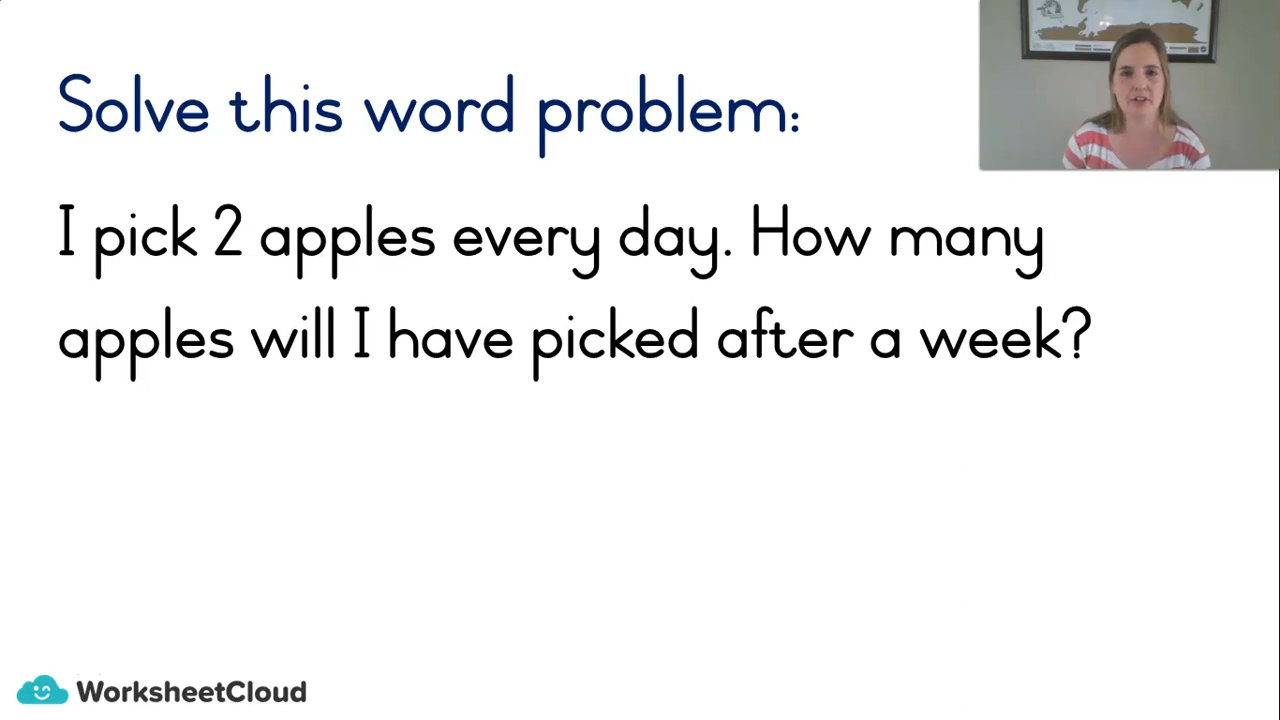 Solve this word problem:
I pick 2 apples every day. How many
apples will I have picked after a week?
WorksheetCloud